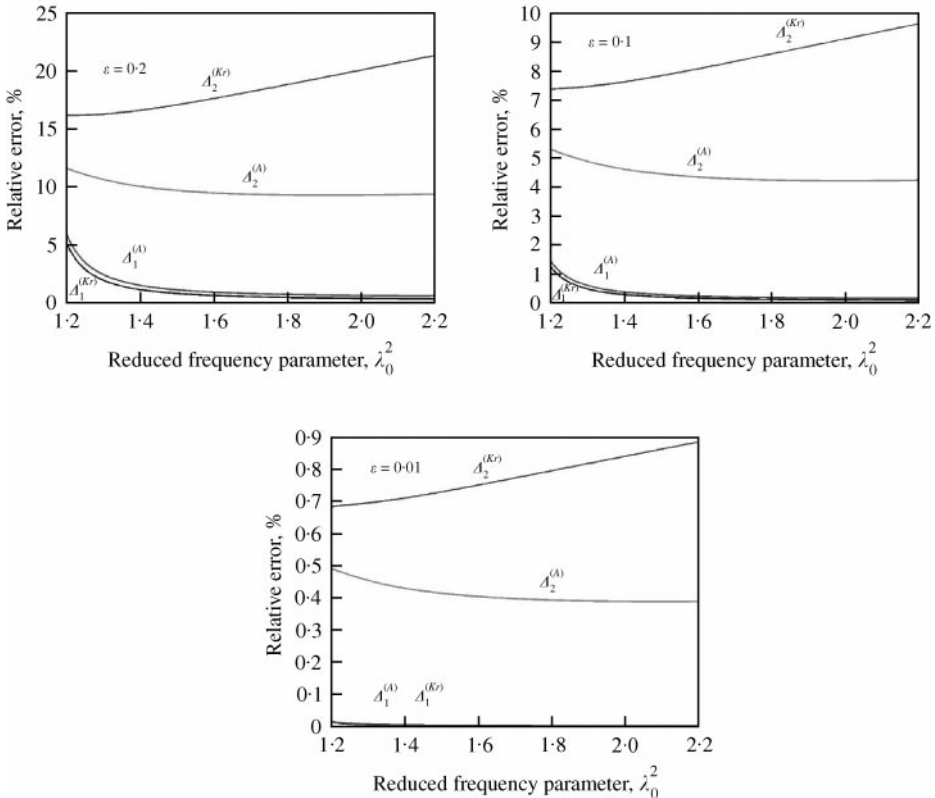 25
20
15
10
5
0
Relative error, %
ε = 0·2
Δ₂^(Kr)
Δ₂^(A)
Δ₁^(A)
Δ₁^(Kr)
1·2 1·4 1·6 1·8 2·0 2·2
Reduced frequency parameter, λ₀²
10
9
8
7
6
5
4
3
2
1
0
Relative error, %
ε = 0·1
Δ₂^(Kr)
Δ₂^(A)
Δ₁^(A)
Δ₁^(Kr)
1·2 1·4 1·6 1·8 2·0 2·2
Reduced frequency parameter, λ₀²
0·9
0·8
0·7
0·6
0·5
0·4
0·3
0·2
0·1
0
Relative error, %
ε = 0·01
Δ₂^(Kr)
Δ₂^(A)
Δ₁^(A) Δ₁^(Kr)
1·2 1·4 1·6 1·8 2·0 2·2
Reduced frequency parameter, λ₀²